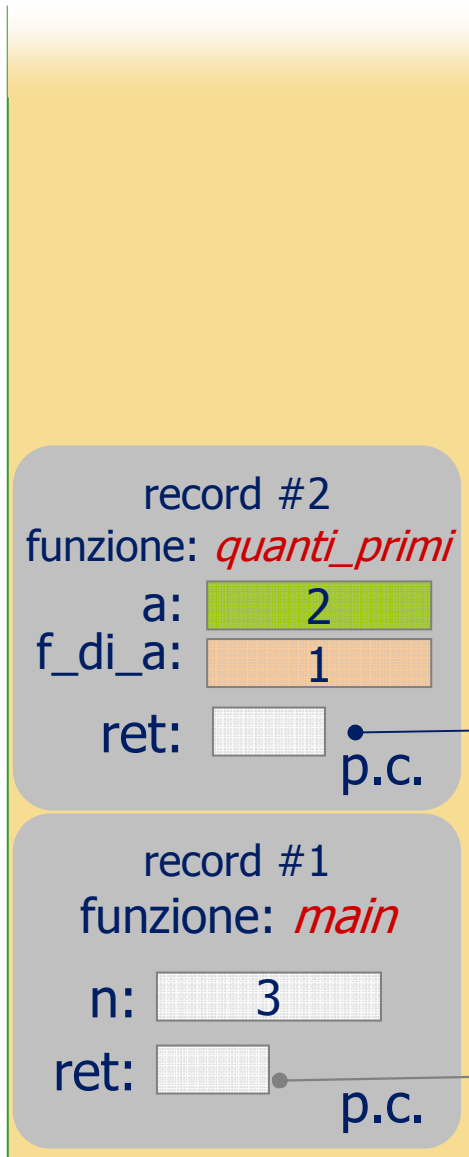 record #2
funzione: quanti_primi
a: 2
f_di_a: 1
ret:
p.c.
record #1
funzione: main
n: 3
ret:
p.c.